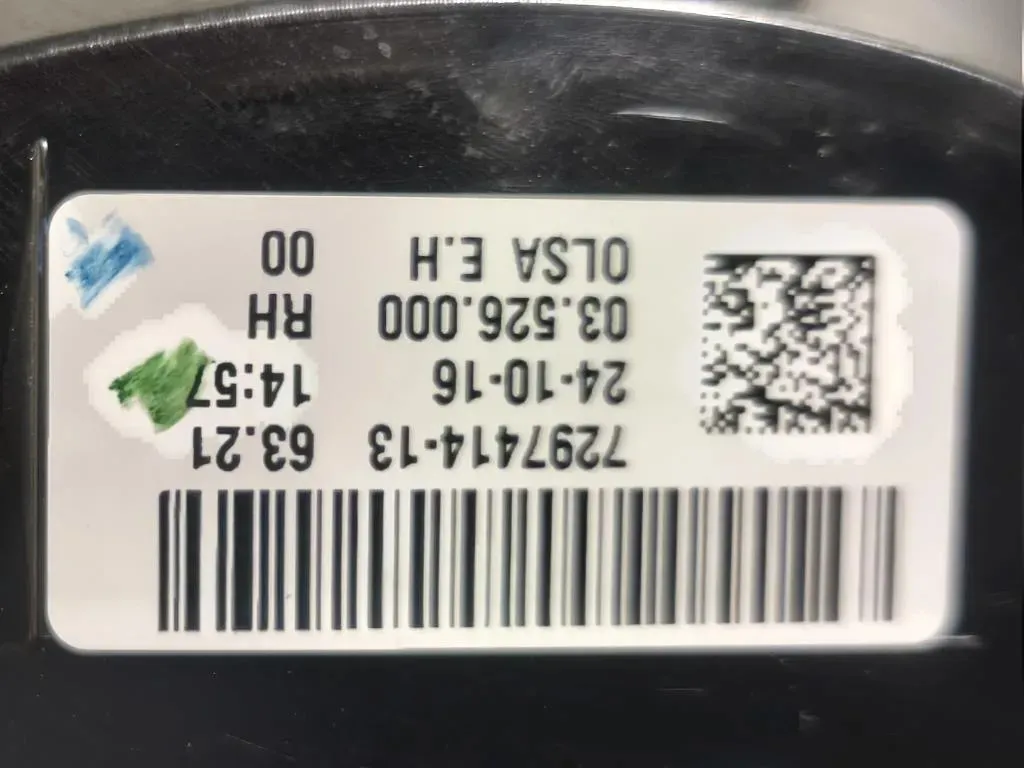 7297414-13 63.21
24-10-16 14:57
03.526.000 RH
OLSA E.H 00